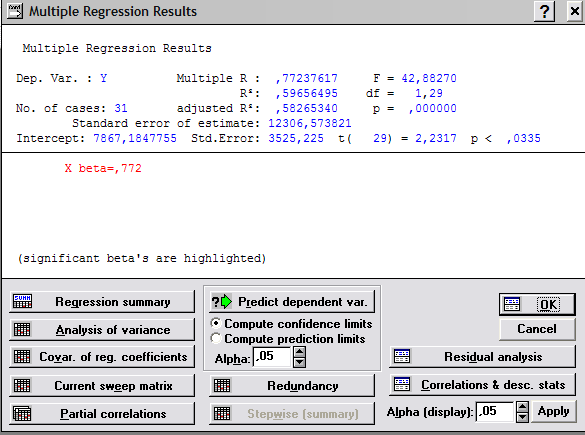 Multiple Regression Results
Multiple Regression Results
Dep. Var. : Y Multiple R : ,77237617 F = 42,88270
R²: ,59656495 df = 1,29
No. of cases: 31 adjusted R²: ,58265340 p = ,000000
Standard error of estimate: 12306,573821
Intercept: 7867,1847755 Std.Error: 3525,225 t( 29) = 2,2317 p < ,0335
X beta=,772
(significant beta's are highlighted)
Regression summary
Analysis of variance
Covar. of reg. coefficients
Current sweep matrix
Partial correlations
Predict dependent var.
Compute confidence limits
Compute prediction limits
Alpha: ,05
Redundancy
Stepwise (summary)
OK
Cancel
Residual analysis
Correlations & desc. stats
Alpha (display): ,05 Apply